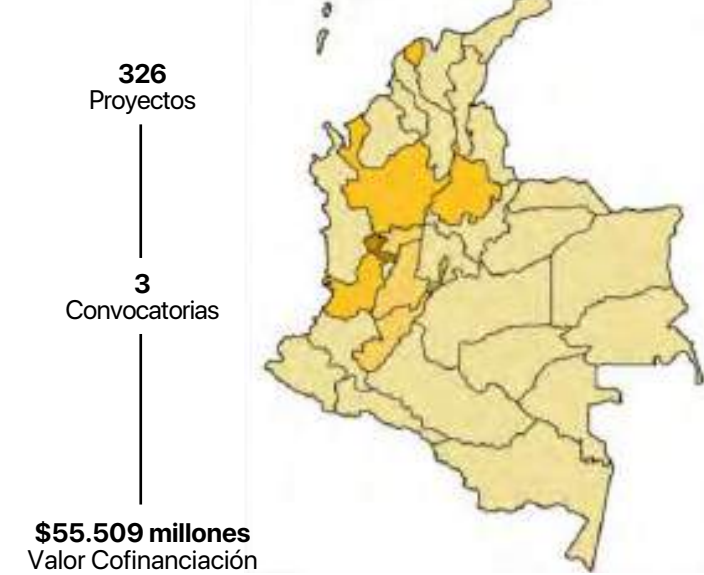 326
Proyectos
3
Convocatorias
$55.509 millones
Valor Cofinanciación